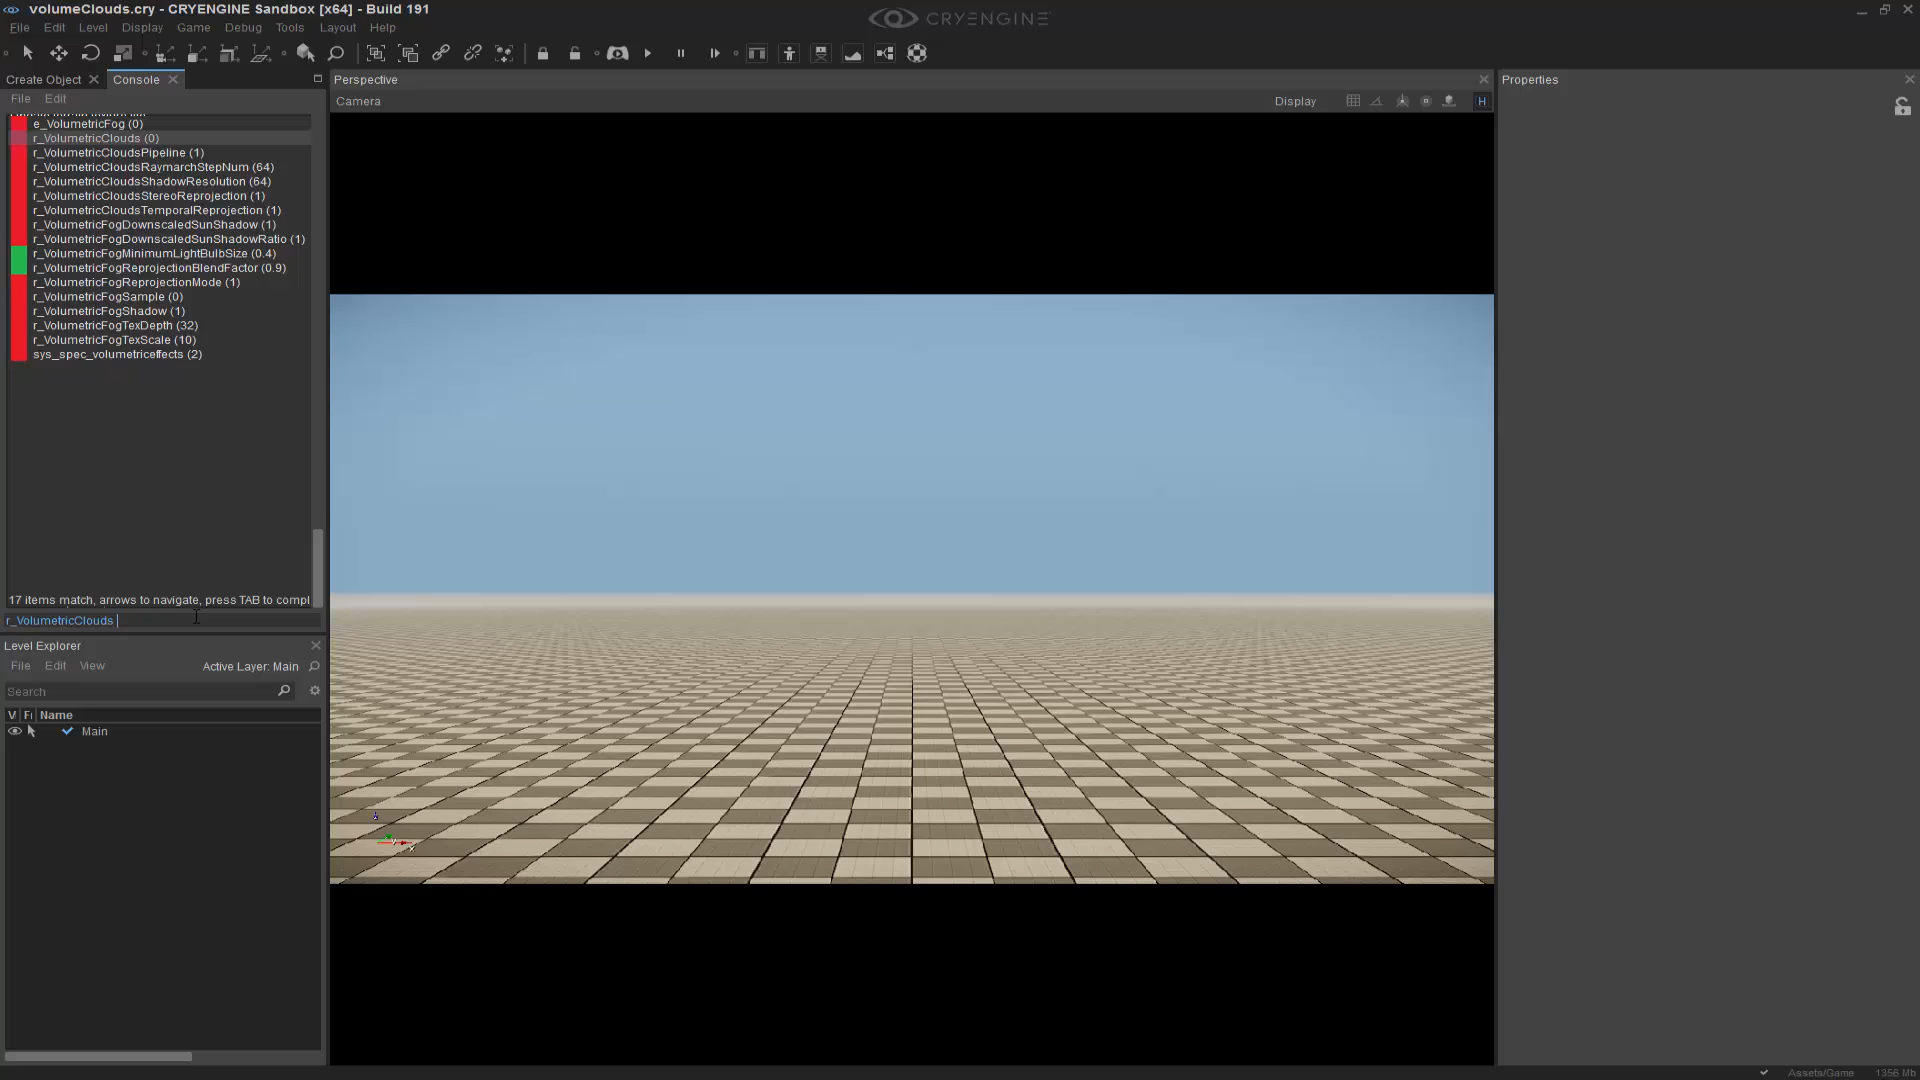 volumeClouds.cry - CRYENGINE Sandbox [x64] - Build 191
CRYENGINE
File Edit Level Display Game Debug Tools Layout Help
Create Object Console
File Edit
e_VolumetricFog (0)
r_VolumetricClouds (0)
r_VolumetricCloudsPipeline (1)
r_VolumetricCloudsRaymarchStepNum (64)
r_VolumetricCloudsShadowResolution (64)
r_VolumetricCloudsStereoReprojection (1)
r_VolumetricCloudsTemporalReprojection (1)
r_VolumetricFogDownscaledSunShadow (1)
r_VolumetricFogDownscaledSunShadowRatio (1)
r_VolumetricFogMinimumLightBulbSize (0.4)
r_VolumetricFogReprojectionBlendFactor (0.9)
r_VolumetricFogReprojectionMode (1)
r_VolumetricFogSample (0)
r_VolumetricFogShadow (1)
r_VolumetricFogTexDepth (32)
r_VolumetricFogTexScale (10)
sys_spec_volumetriceffects (2)
17 items match, arrows to navigate, press TAB to compl
r_VolumetricClouds
Level Explorer
File Edit View Active Layer: Main
Search
V Fi Name
Main
Perspective
Camera Display H
Properties
Assets/Game 1356 Mb